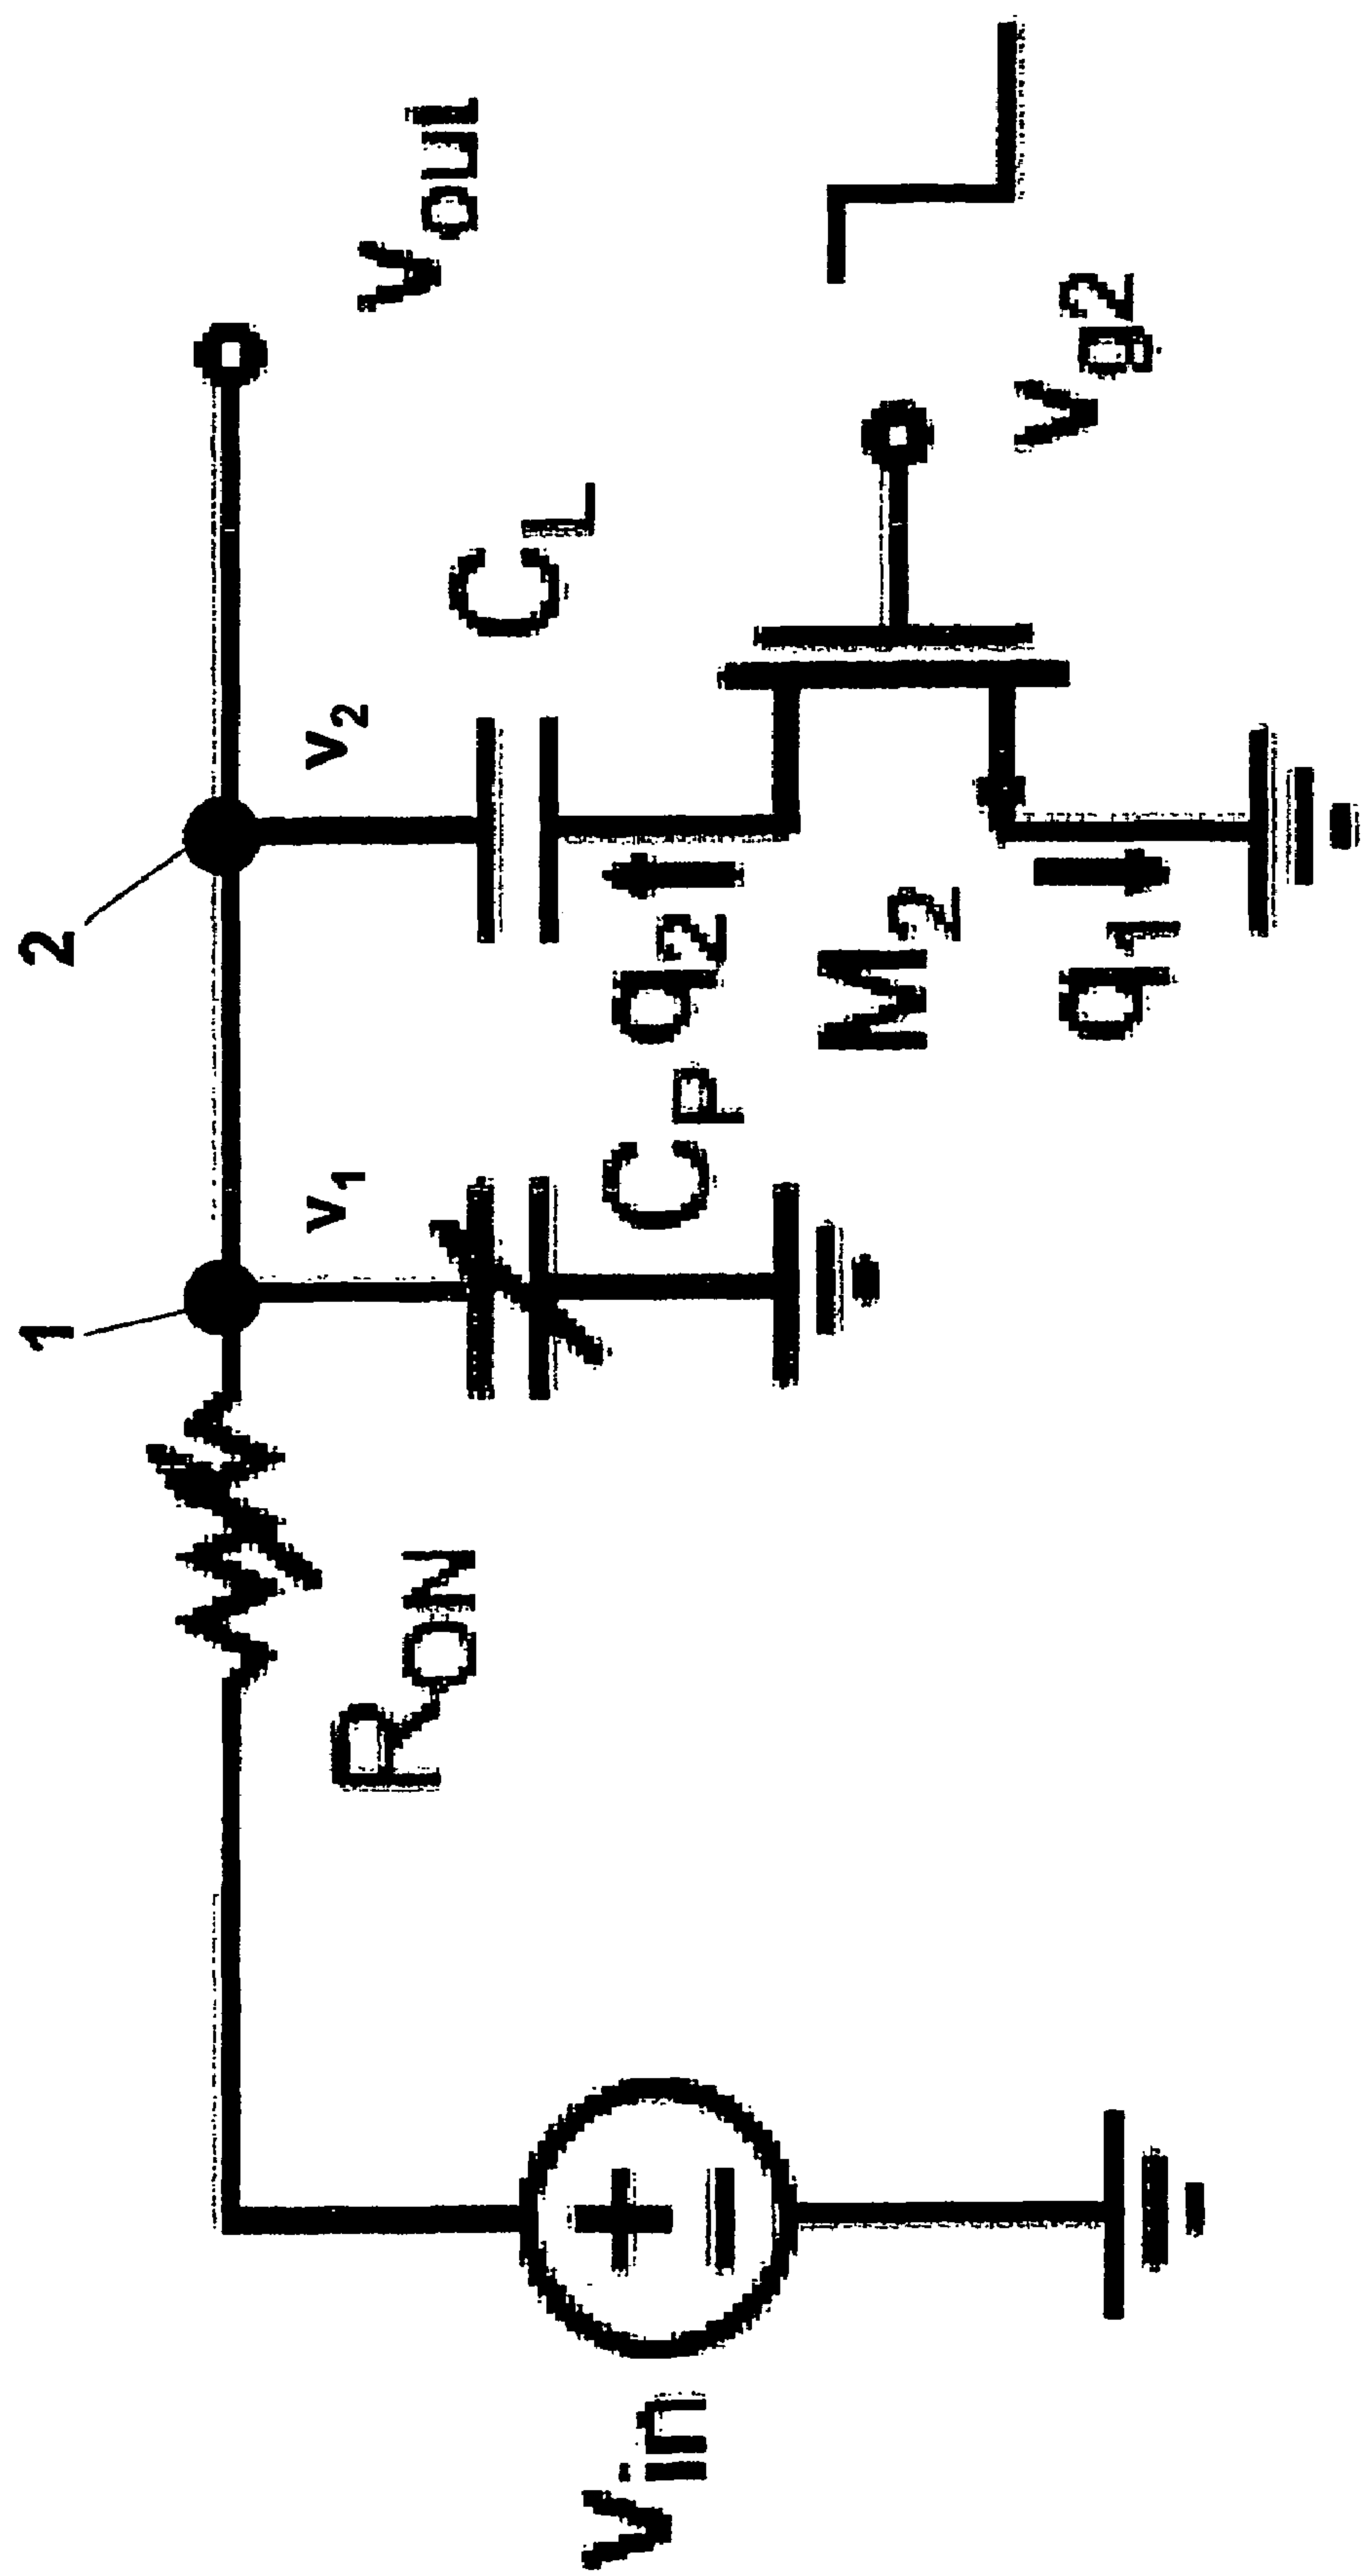 1
2
v₁
v₂
Vout
RON
CL
CP
q₂
Vin
M₂
Vg2
q₁
+
−